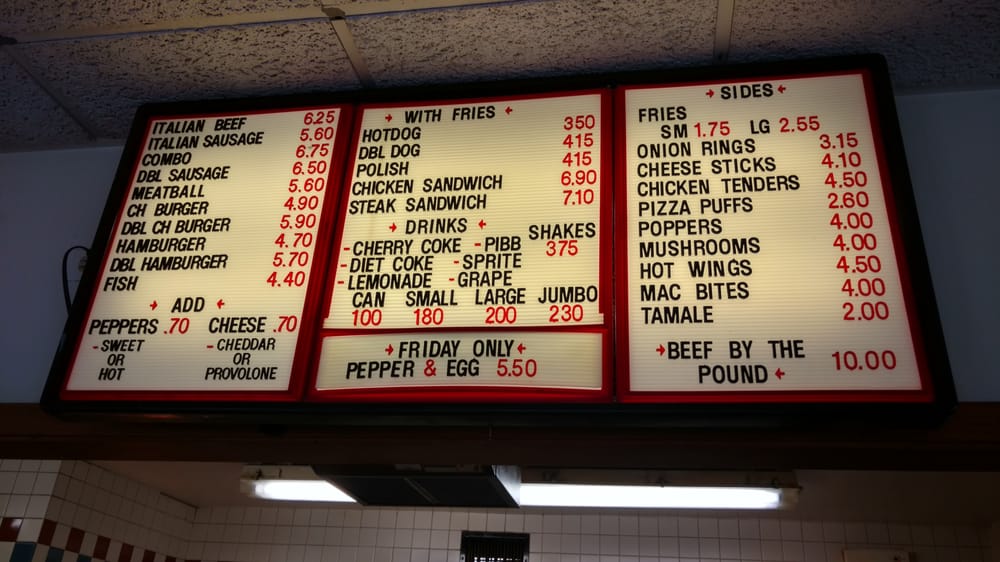 ITALIAN BEEF 6.25
ITALIAN SAUSAGE 5.60
COMBO 6.75
DBL SAUSAGE 6.50
MEATBALL 5.60
CH BURGER 4.90
DBL CH BURGER 5.90
HAMBURGER 4.70
DBL HAMBURGER 5.70
FISH 4.40
→ ADD ←
PEPPERS .70 CHEESE .70
-SWEET -CHEDDAR
OR OR
HOT PROVOLONE
→ WITH FRIES ←
HOTDOG 350
DBL DOG 415
POLISH 415
CHICKEN SANDWICH 6.90
STEAK SANDWICH 7.10
→ DRINKS ← SHAKES
-CHERRY COKE -PIBB 375
-DIET COKE -SPRITE
-LEMONADE -GRAPE
CAN SMALL LARGE JUMBO
100 180 200 230
→FRIDAY ONLY←
PEPPER & EGG 5.50
→ SIDES ←
FRIES
SM 1.75 LG 2.55
ONION RINGS 3.15
CHEESE STICKS 4.10
CHICKEN TENDERS 4.50
PIZZA PUFFS 2.60
POPPERS 4.00
MUSHROOMS 4.00
HOT WINGS 4.50
MAC BITES 4.00
TAMALE 2.00
→BEEF BY THE
POUND← 10.00